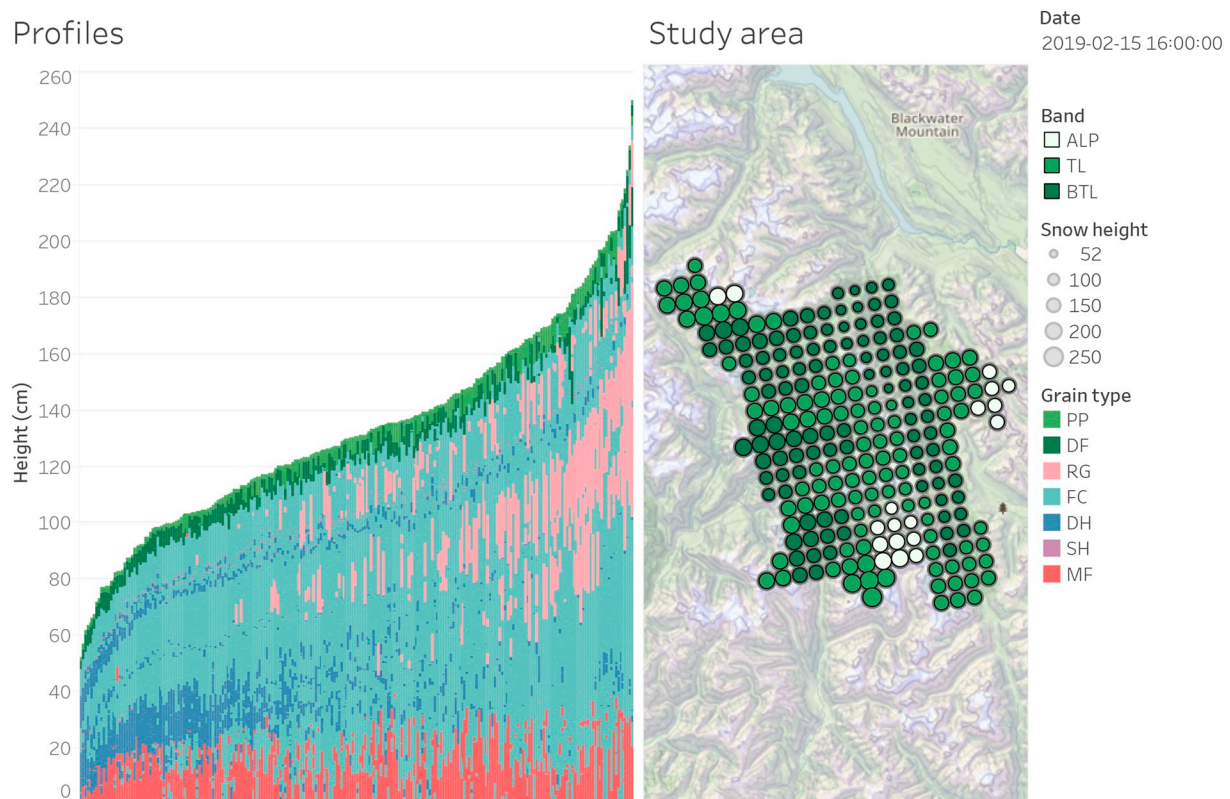 Profiles
Height (cm)
260
240
220
200
180
160
140
120
100
80
60
40
20
0
Study area
Blackwater
Mountain
Date
2019-02-15 16:00:00
Band
ALP
TL
BTL
Snow height
52
100
150
200
250
Grain type
PP
DF
RG
FC
DH
SH
MF